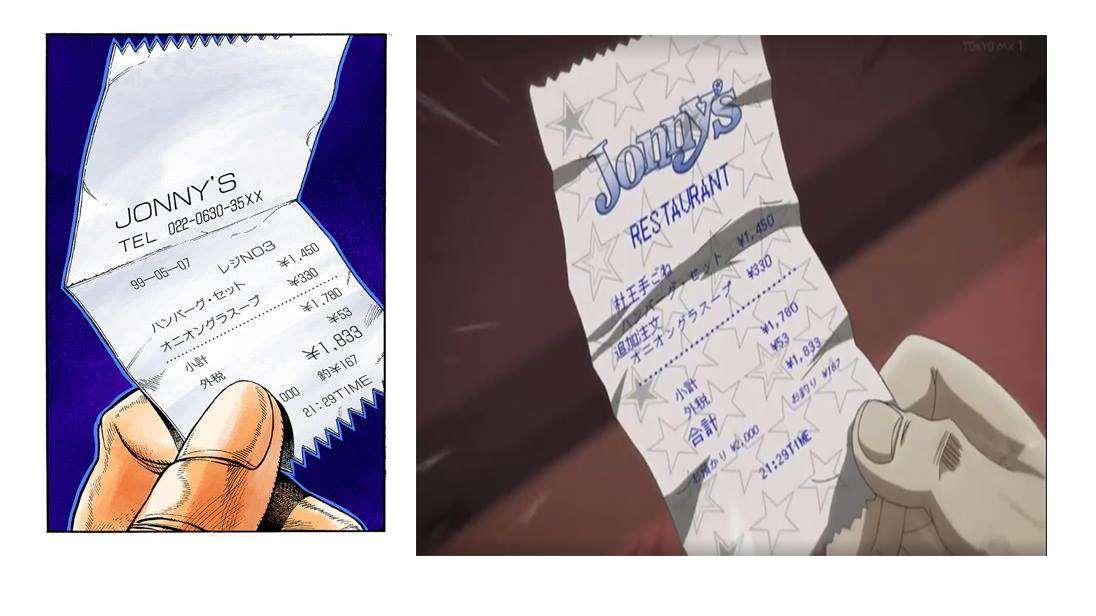 JONNY'S
TEL 022-0630-35XX
99-05-07 レジNO3
ハンバーグ・セット ¥1,450
オニオングラスープ ¥330
小計 ¥1,780
外税 ¥53
¥1,833
000 釣¥167
21:29TIME
TOKYO MX 1
Jonny's
RESTAURANT
杜王手ごね
ハンバーグ・セット ¥1,450
追加注文
オニオングラスープ ¥330
小計 ¥1,780
外税 ¥53
合計 ¥1,833
お預かり ¥2,000 お釣り ¥167
21:29TIME